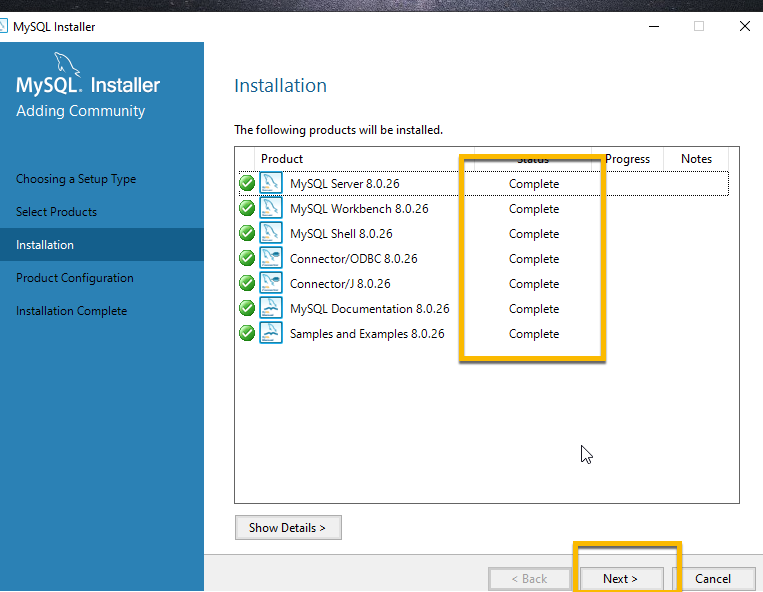 MySQL Installer
MySQL. Installer
Adding Community
Choosing a Setup Type
Select Products
Installation
Product Configuration
Installation Complete
Installation
The following products will be installed.
Product Status Progress Notes
MySQL Server 8.0.26 Complete
MySQL Workbench 8.0.26 Complete
MySQL Shell 8.0.26 Complete
Connector/ODBC 8.0.26 Complete
Connector/J 8.0.26 Complete
MySQL Documentation 8.0.26 Complete
Samples and Examples 8.0.26 Complete
Show Details >
< Back Next > Cancel